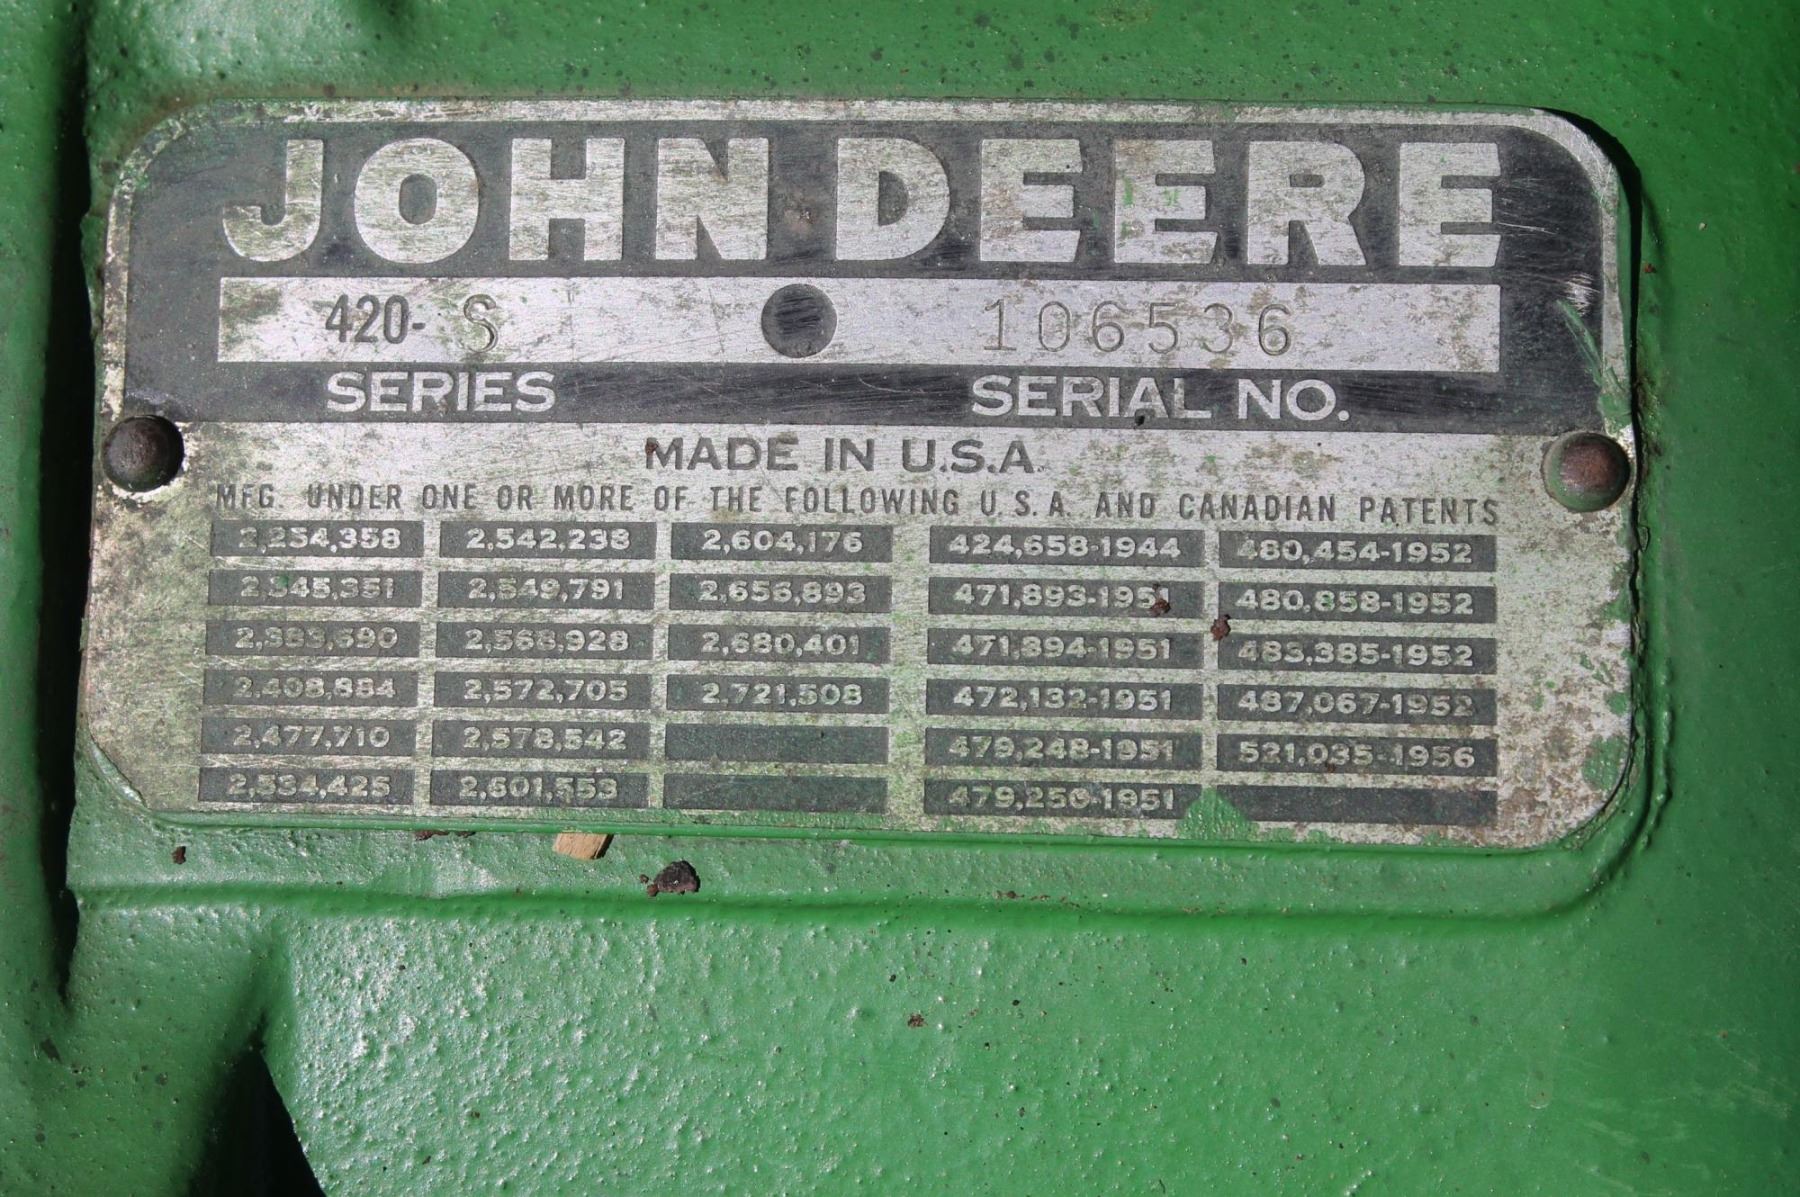 JOHN DEERE
420- S 106536
SERIES SERIAL NO.
MADE IN U.S.A.
MFG. UNDER ONE OR MORE OF THE FOLLOWING U.S.A. AND CANADIAN PATENTS
2,254,358 2,542,238 2,604,176 424,658-1944 480,454-1952
2,345,351 2,549,791 2,656,893 471,893-1951 480,858-1952
2,383,690 2,568,928 2,680,401 471,894-1951 483,385-1952
2,408,884 2,572,705 2,721,508 472,132-1951 487,067-1952
2,477,710 2,578,542 479,248-1951 521,035-1956
2,534,425 2,601,553 479,250-1951